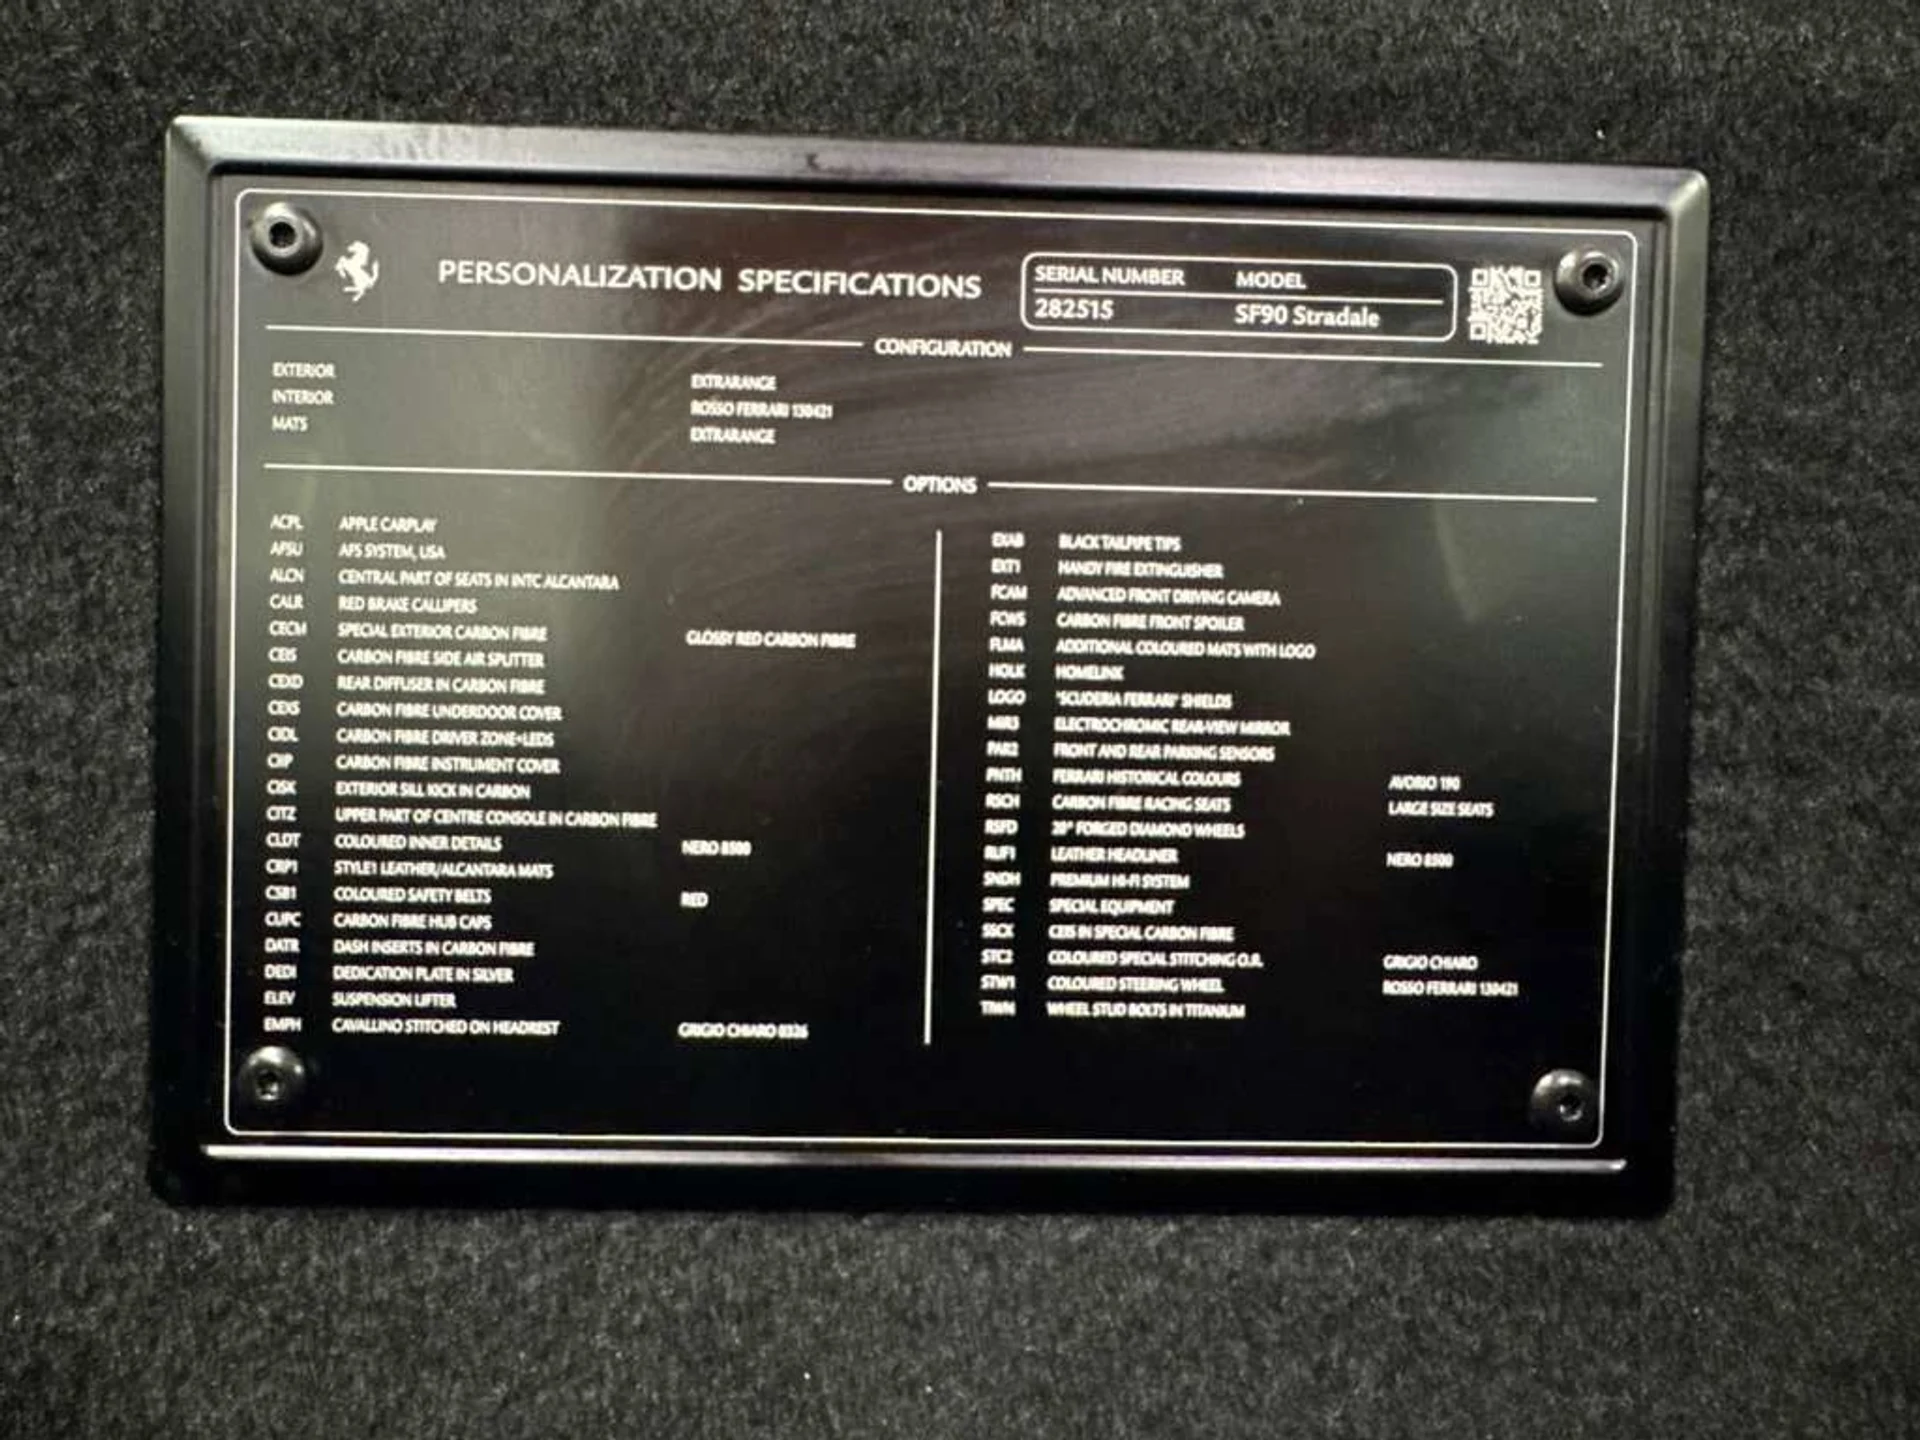 PERSONALIZATION SPECIFICATIONS
SERIAL NUMBER MODEL
282515 SF90 Stradale
CONFIGURATION
EXTERIOR EXTRARANGE
INTERIOR ROSSO FERRARI 130421
MATS EXTRARANGE
OPTIONS
ACPL APPLE CARPLAY
AFSU AFS SYSTEM, USA
ALCN CENTRAL PART OF SEATS IN INTC ALCANTARA
CALR RED BRAKE CALLIPERS
CECM SPECIAL EXTERIOR CARBON FIBRE GLOSSY RED CARBON FIBRE
CEIS CARBON FIBRE SIDE AIR SPLITTER
CEXD REAR DIFFUSER IN CARBON FIBRE
CEXS CARBON FIBRE UNDERDOOR COVER
CIDL CARBON FIBRE DRIVER ZONE+LEDS
CIIP CARBON FIBRE INSTRUMENT COVER
CISK EXTERIOR SILL KICK IN CARBON
CITZ UPPER PART OF CENTRE CONSOLE IN CARBON FIBRE
CLDT COLOURED INNER DETAILS NERO 8500
CRP1 STYLE1 LEATHER/ALCANTARA MATS
CSB1 COLOURED SAFETY BELTS RED
CUPC CARBON FIBRE HUB CAPS
DATR DASH INSERTS IN CARBON FIBRE
DEDI DEDICATION PLATE IN SILVER
ELEV SUSPENSION LIFTER
EMPH CAVALLINO STITCHED ON HEADREST GRIGIO CHIARO 8326
EXAB BLACK TAILPIPE TIPS
EXT1 HANDY FIRE EXTINGUISHER
FCAM ADVANCED FRONT DRIVING CAMERA
FCWS CARBON FIBRE FRONT SPOILER
FLMA ADDITIONAL COLOURED MATS WITH LOGO
HOLK HOMELINK
LOGO "SCUDERIA FERRARI" SHIELDS
MIR3 ELECTROCHROMIC REAR-VIEW MIRROR
PAR2 FRONT AND REAR PARKING SENSORS
PNTH FERRARI HISTORICAL COLOURS AVORIO 190
RSCH CARBON FIBRE RACING SEATS LARGE SIZE SEATS
RSFD 20" FORGED DIAMOND WHEELS
RUF1 LEATHER HEADLINER NERO 8500
SNDH PREMIUM HI-FI SYSTEM
SPEC SPECIAL EQUIPMENT
SSCX CEIS IN SPECIAL CARBON FIBRE
STC2 COLOURED SPECIAL STITCHING O.R. GRIGIO CHIARO
STW1 COLOURED STEERING WHEEL ROSSO FERRARI 130421
WHEEL STUD BOLTS IN TITANIUM